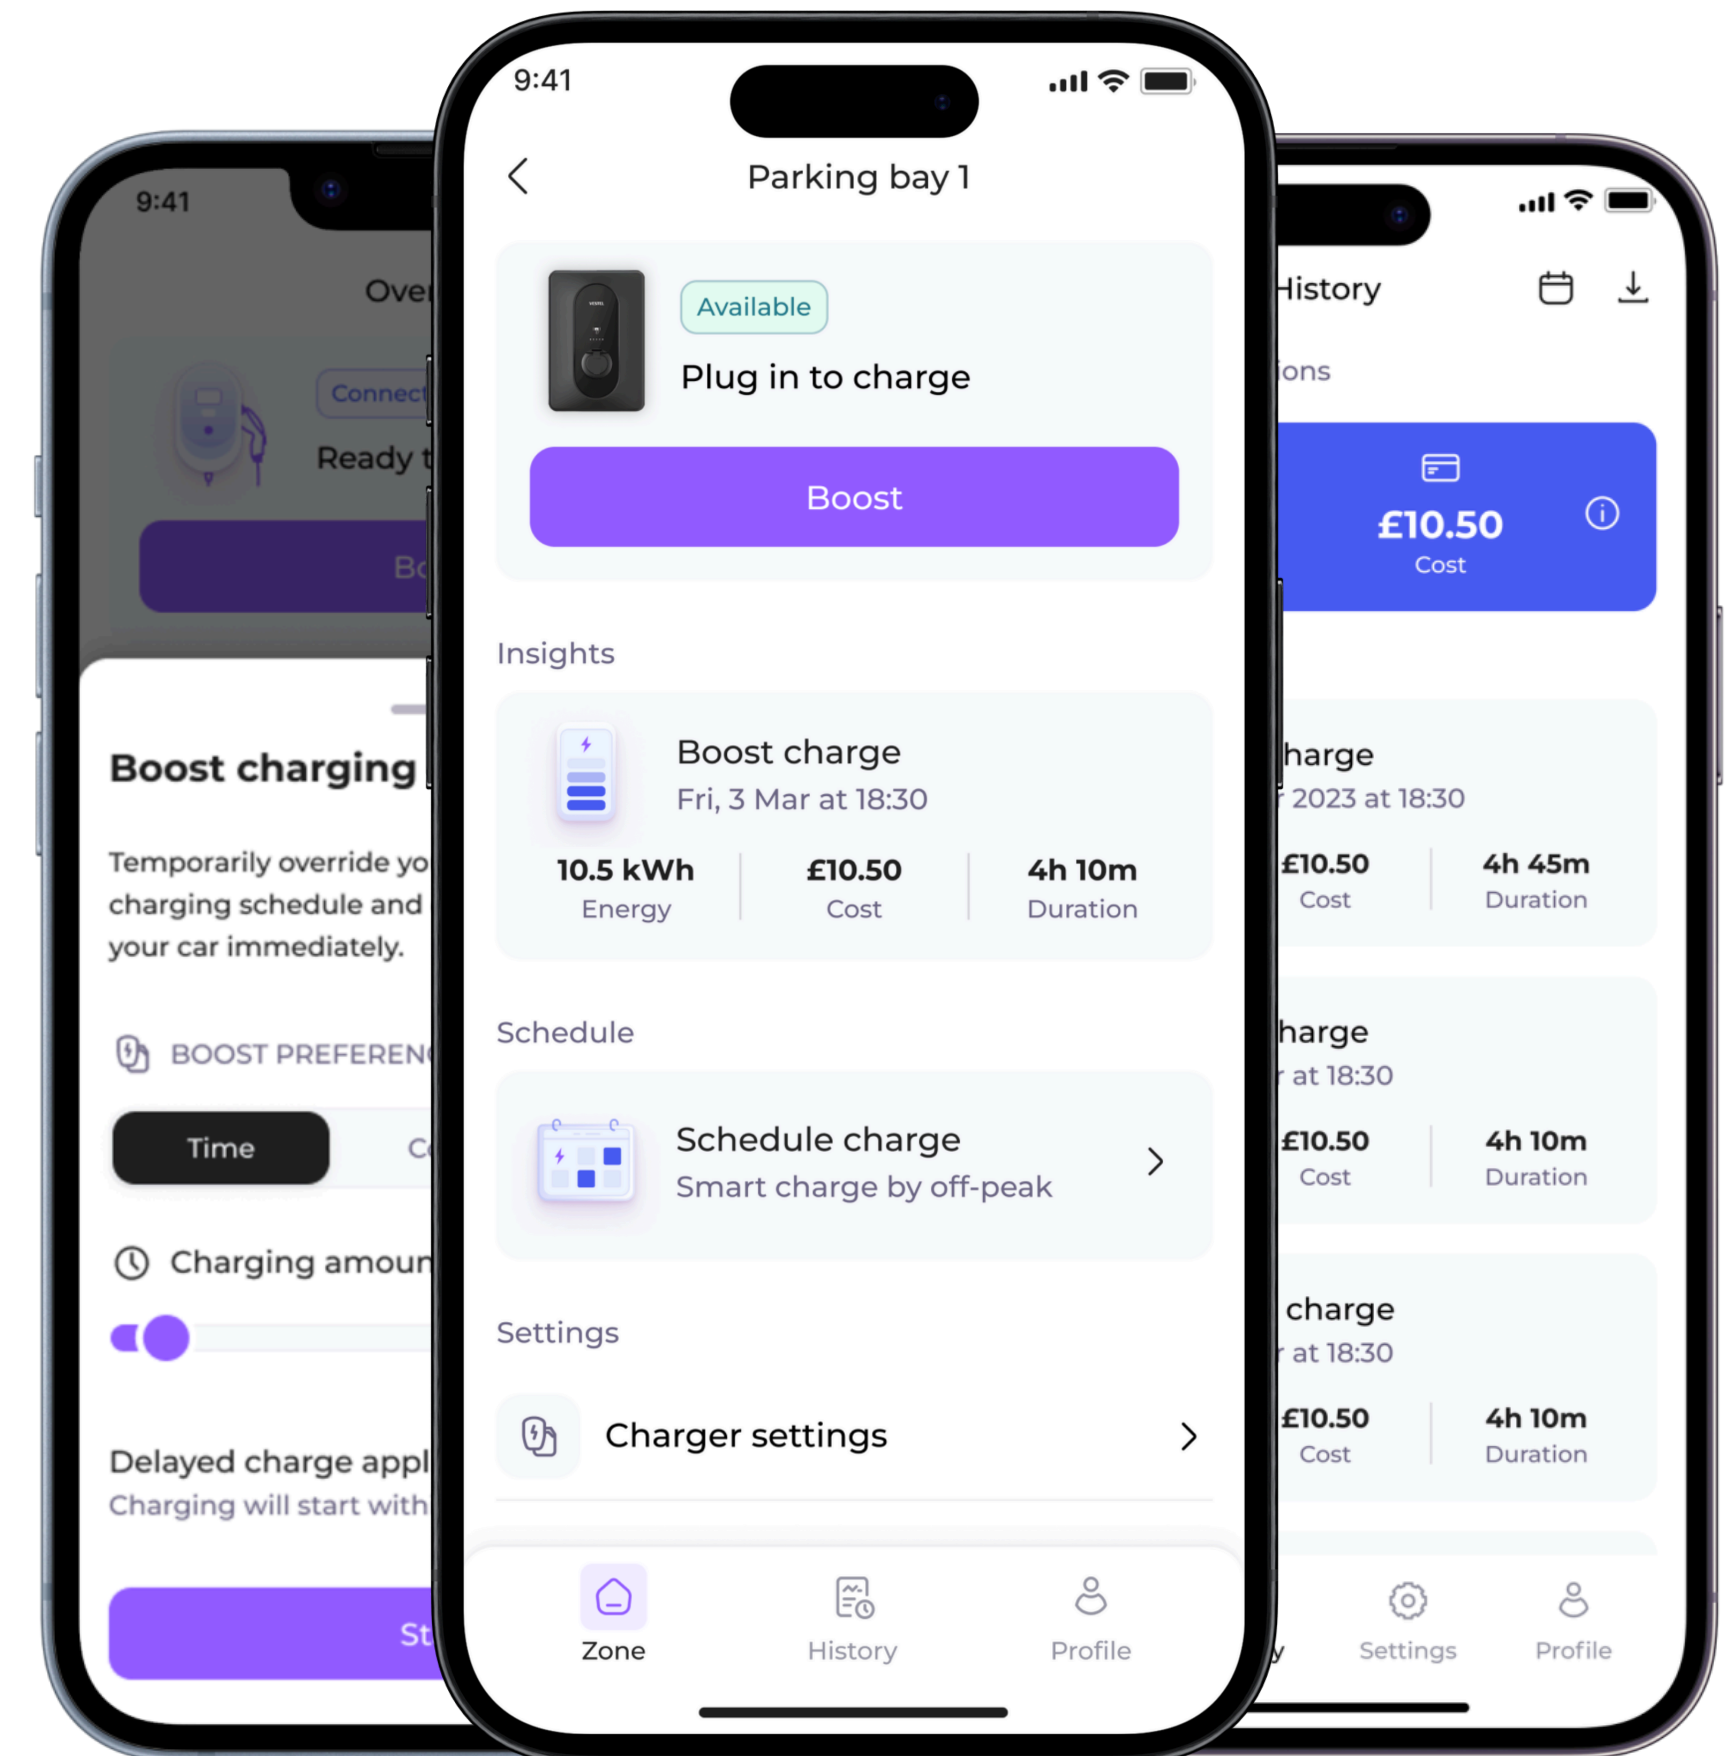 9:41
Over
Connect
Ready t
Bo
Boost charging
Temporarily override yo
charging schedule and
your car immediately.
BOOST PREFEREN
Time
Charging amoun
Delayed charge appl
Charging will start with
St
9:41
Parking bay 1
Available
Plug in to charge
Boost
Insights
Boost charge
Fri, 3 Mar at 18:30
10.5 kWh £10.50 4h 10m
Energy Cost Duration
Schedule
Schedule charge
Smart charge by off-peak
Settings
Charger settings
Zone History Profile
History
ions
£10.50
Cost
harge
r 2023 at 18:30
£10.50 4h 45m
Cost Duration
harge
r at 18:30
£10.50 4h 10m
Cost Duration
charge
r at 18:30
£10.50 4h 10m
Cost Duration
y Settings Profile